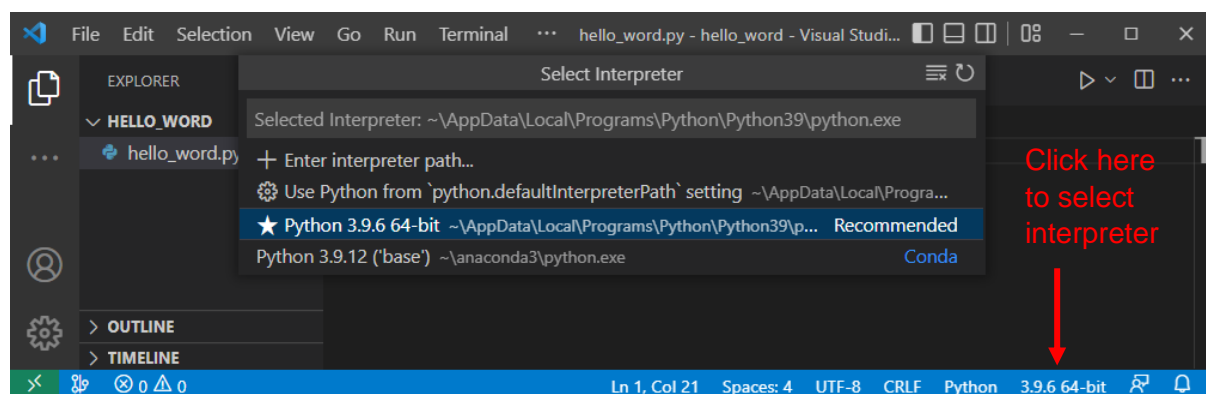 File Edit Selection View Go Run Terminal ··· hello_word.py - hello_word - Visual Studi...
EXPLORER
Select Interpreter
HELLO_WORD
hello_word.py
Selected Interpreter: ~\AppData\Local\Programs\Python\Python39\python.exe
Enter interpreter path...
Use Python from `python.defaultInterpreterPath` setting ~\AppData\Local\Progra...
Python 3.9.6 64-bit ~\AppData\Local\Programs\Python\Python39\p... Recommended
Python 3.9.12 ('base') ~\anaconda3\python.exe Conda
Click here
to select
interpreter
OUTLINE
TIMELINE
0 0 Ln 1, Col 21 Spaces: 4 UTF-8 CRLF Python 3.9.6 64-bit